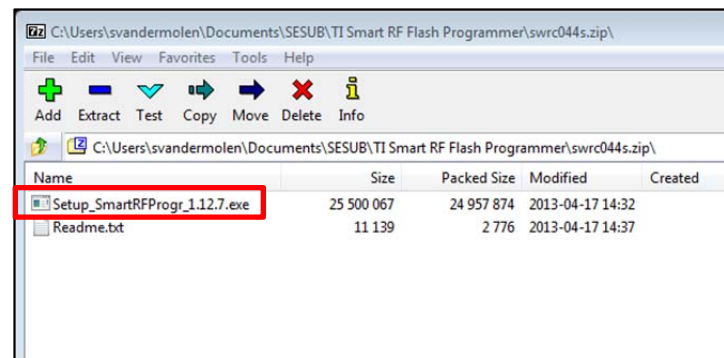 C:\Users\svandermolen\Documents\SESUB\TI Smart RF Flash Programmer\swrc044s.zip\
File Edit View Favorites Tools Help
Add Extract Test Copy Move Delete Info
C:\Users\svandermolen\Documents\SESUB\TI Smart RF Flash Programmer\swrc044s.zip\
Name Size Packed Size Modified Created
Setup_SmartRFProgr_1.12.7.exe 25 500 067 24 957 874 2013-04-17 14:32
Readme.txt 11 139 2 776 2013-04-17 14:37